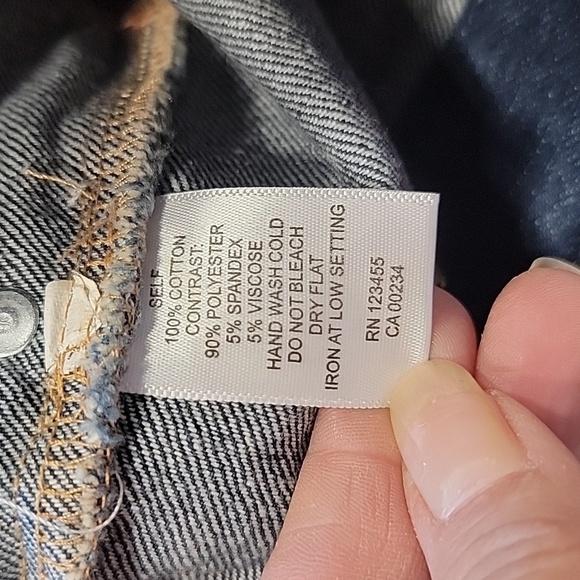 SELF
100% COTTON
CONTRAST:
90% POLYESTER
5% SPANDEX
5% VISCOSE
HAND WASH COLD
DO NOT BLEACH
DRY FLAT
IRON AT LOW SETTING
RN 123455
CA 00234